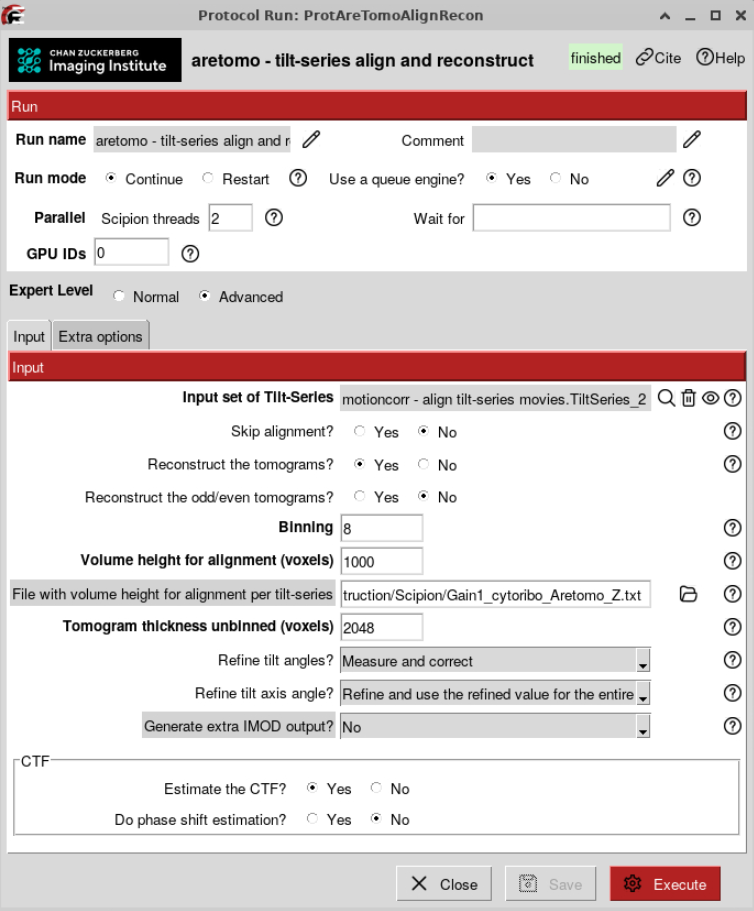 Protocol Run: ProtAreTomoAlignRecon
CHAN ZUCKERBERG
Imaging Institute
aretomo - tilt-series align and reconstruct
finished
Cite
Help
Run
Run name aretomo - tilt-series align and r
Comment
Run mode Continue Restart
Use a queue engine? Yes No
Parallel Scipion threads 2
Wait for
GPU IDs 0
Expert Level Normal Advanced
Input Extra options
Input
Input set of Tilt-Series motioncorr - align tilt-series movies.TiltSeries_2
Skip alignment? Yes No
Reconstruct the tomograms? Yes No
Reconstruct the odd/even tomograms? Yes No
Binning 8
Volume height for alignment (voxels) 1000
File with volume height for alignment per tilt-series truction/Scipion/Gain1_cytoribo_Aretomo_Z.txt
Tomogram thickness unbinned (voxels) 2048
Refine tilt angles? Measure and correct
Refine tilt axis angle? Refine and use the refined value for the entire
Generate extra IMOD output? No
CTF
Estimate the CTF? Yes No
Do phase shift estimation? Yes No
Close Save Execute